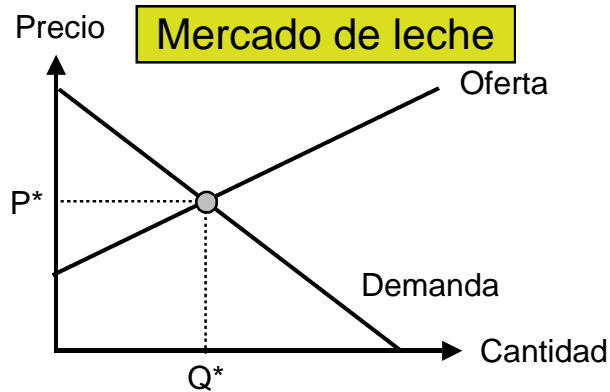 Precio
Mercado de leche
Oferta
P*
Demanda
Cantidad
Q*